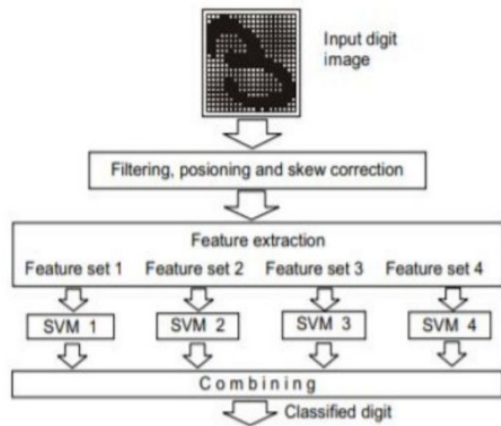 Input digit
image
Filtering, posioning and skew correction
Feature extraction
Feature set 1 Feature set 2 Feature set 3 Feature set 4
SVM 1 SVM 2 SVM 3 SVM 4
Combining
Classified digit